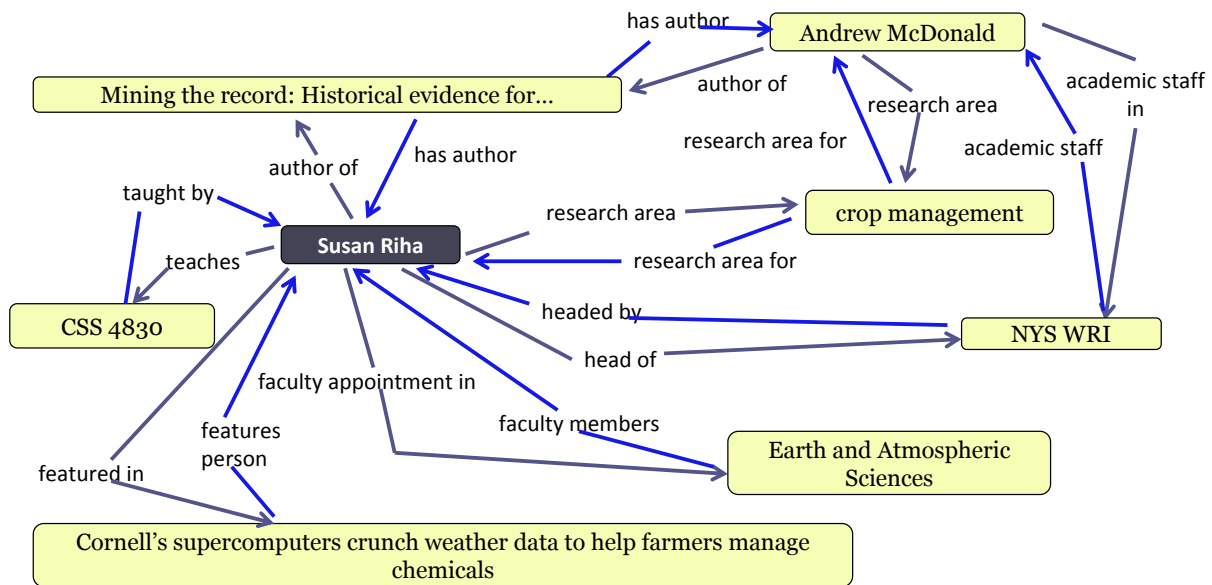 has author
Andrew McDonald
author of
academic staff
in
Mining the record: Historical evidence for…
research area
research area for
academic staff
author of
has author
taught by
research area
crop management
Susan Riha
teaches
research area for
CSS 4830
headed by
NYS WRI
head of
faculty appointment in
features
person
faculty members
Earth and Atmospheric
Sciences
featured in
Cornell’s supercomputers crunch weather data to help farmers manage
chemicals